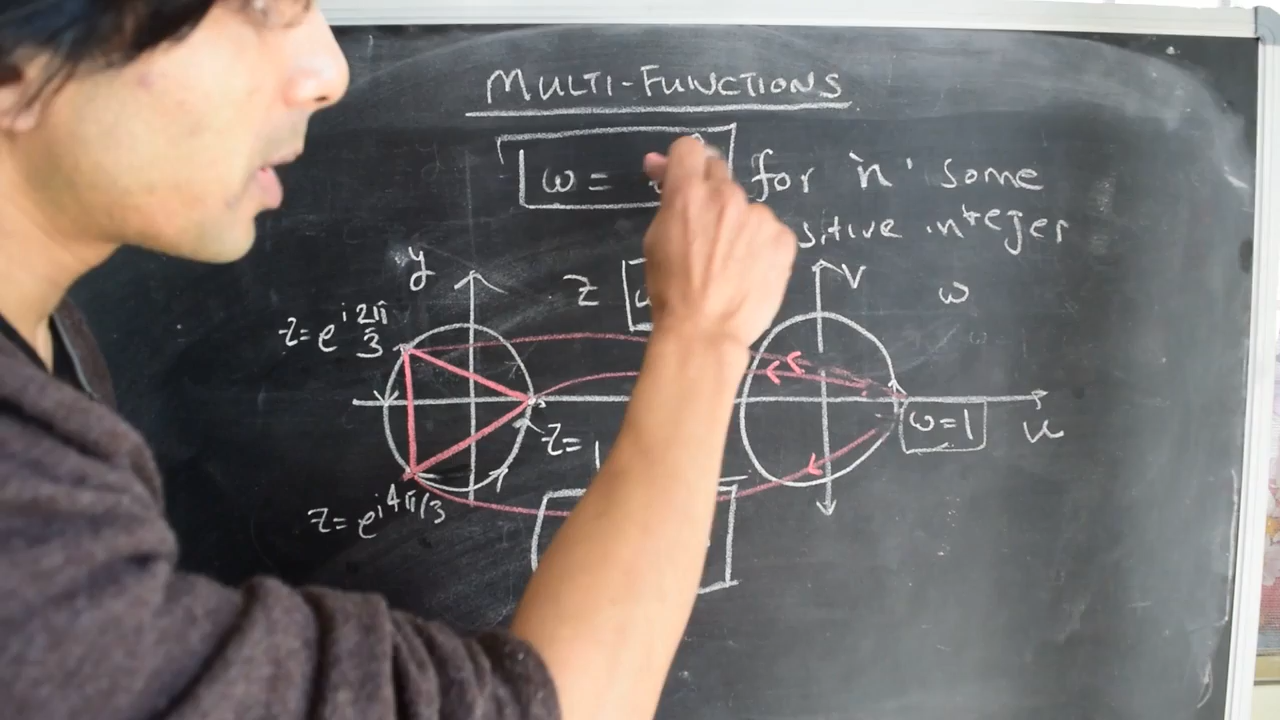 MULTI-FUNCTIONS
ω = for 'n' some
sitive integer
y z v ω
z=e^{i2π/3}
ω=1 u
z=1
z=e^{i4π/3}